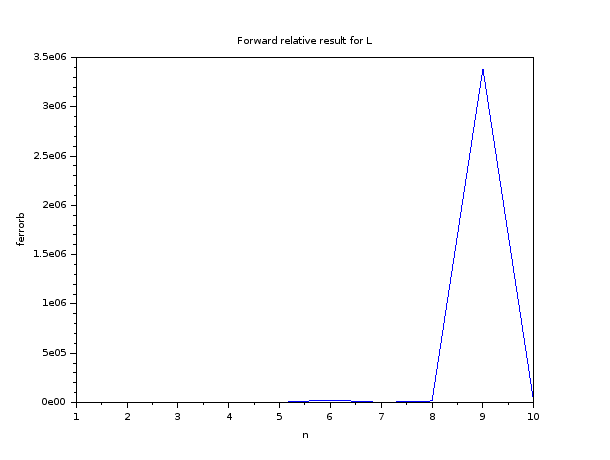 Forward relative result for L
3.5e06
3e06
2.5e06
2e06
1.5e06
1e06
5e05
0e00
ferrorb
1 2 3 4 5 6 7 8 9 10
n